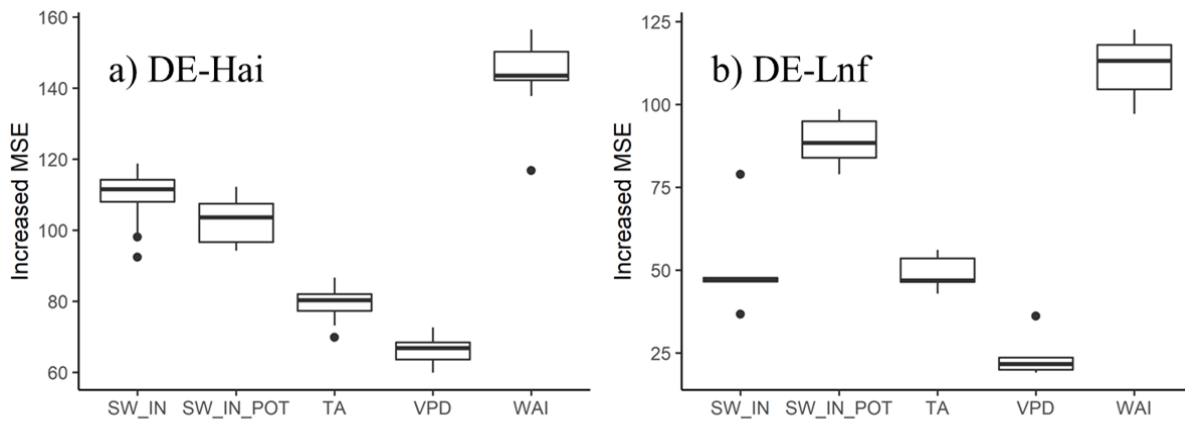 a) DE-Hai
Increased MSE
160
140
120
100
80
60
SW_IN SW_IN_POT TA VPD WAI
b) DE-Lnf
Increased MSE
125
100
75
50
25
SW_IN SW_IN_POT TA VPD WAI